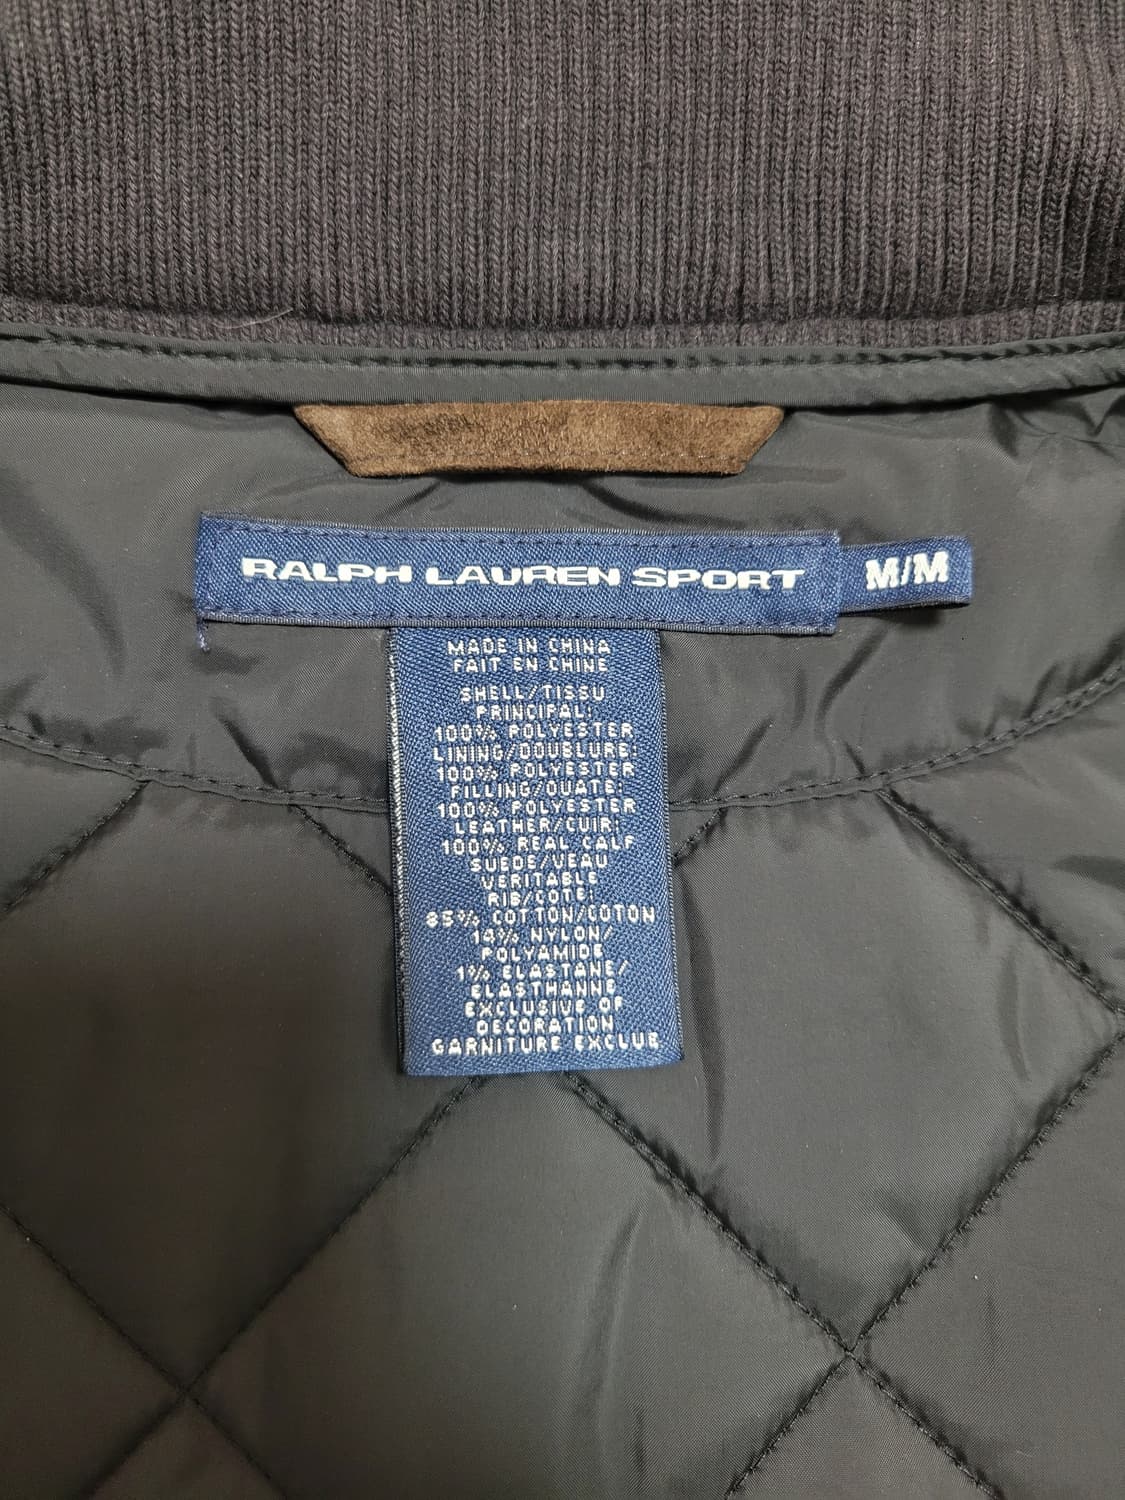 RALPH LAUREN SPORT
M/M
MADE IN CHINA
FAIT EN CHINE
SHELL/TISSU
PRINCIPAL:
100% POLYESTER
LINING/DOUBLURE:
100% POLYESTER
FILLING/OUATE:
100% POLYESTER
LEATHER/CUIR:
100% REAL CALF
SUEDE/VEAU
VERITABLE
RIB/COTE:
85% COTTON/COTON
14% NYLON/
POLYAMIDE
1% ELASTANE/
ELASTHANNE
EXCLUSIVE OF
DECORATION
GARNITURE EXCLUE